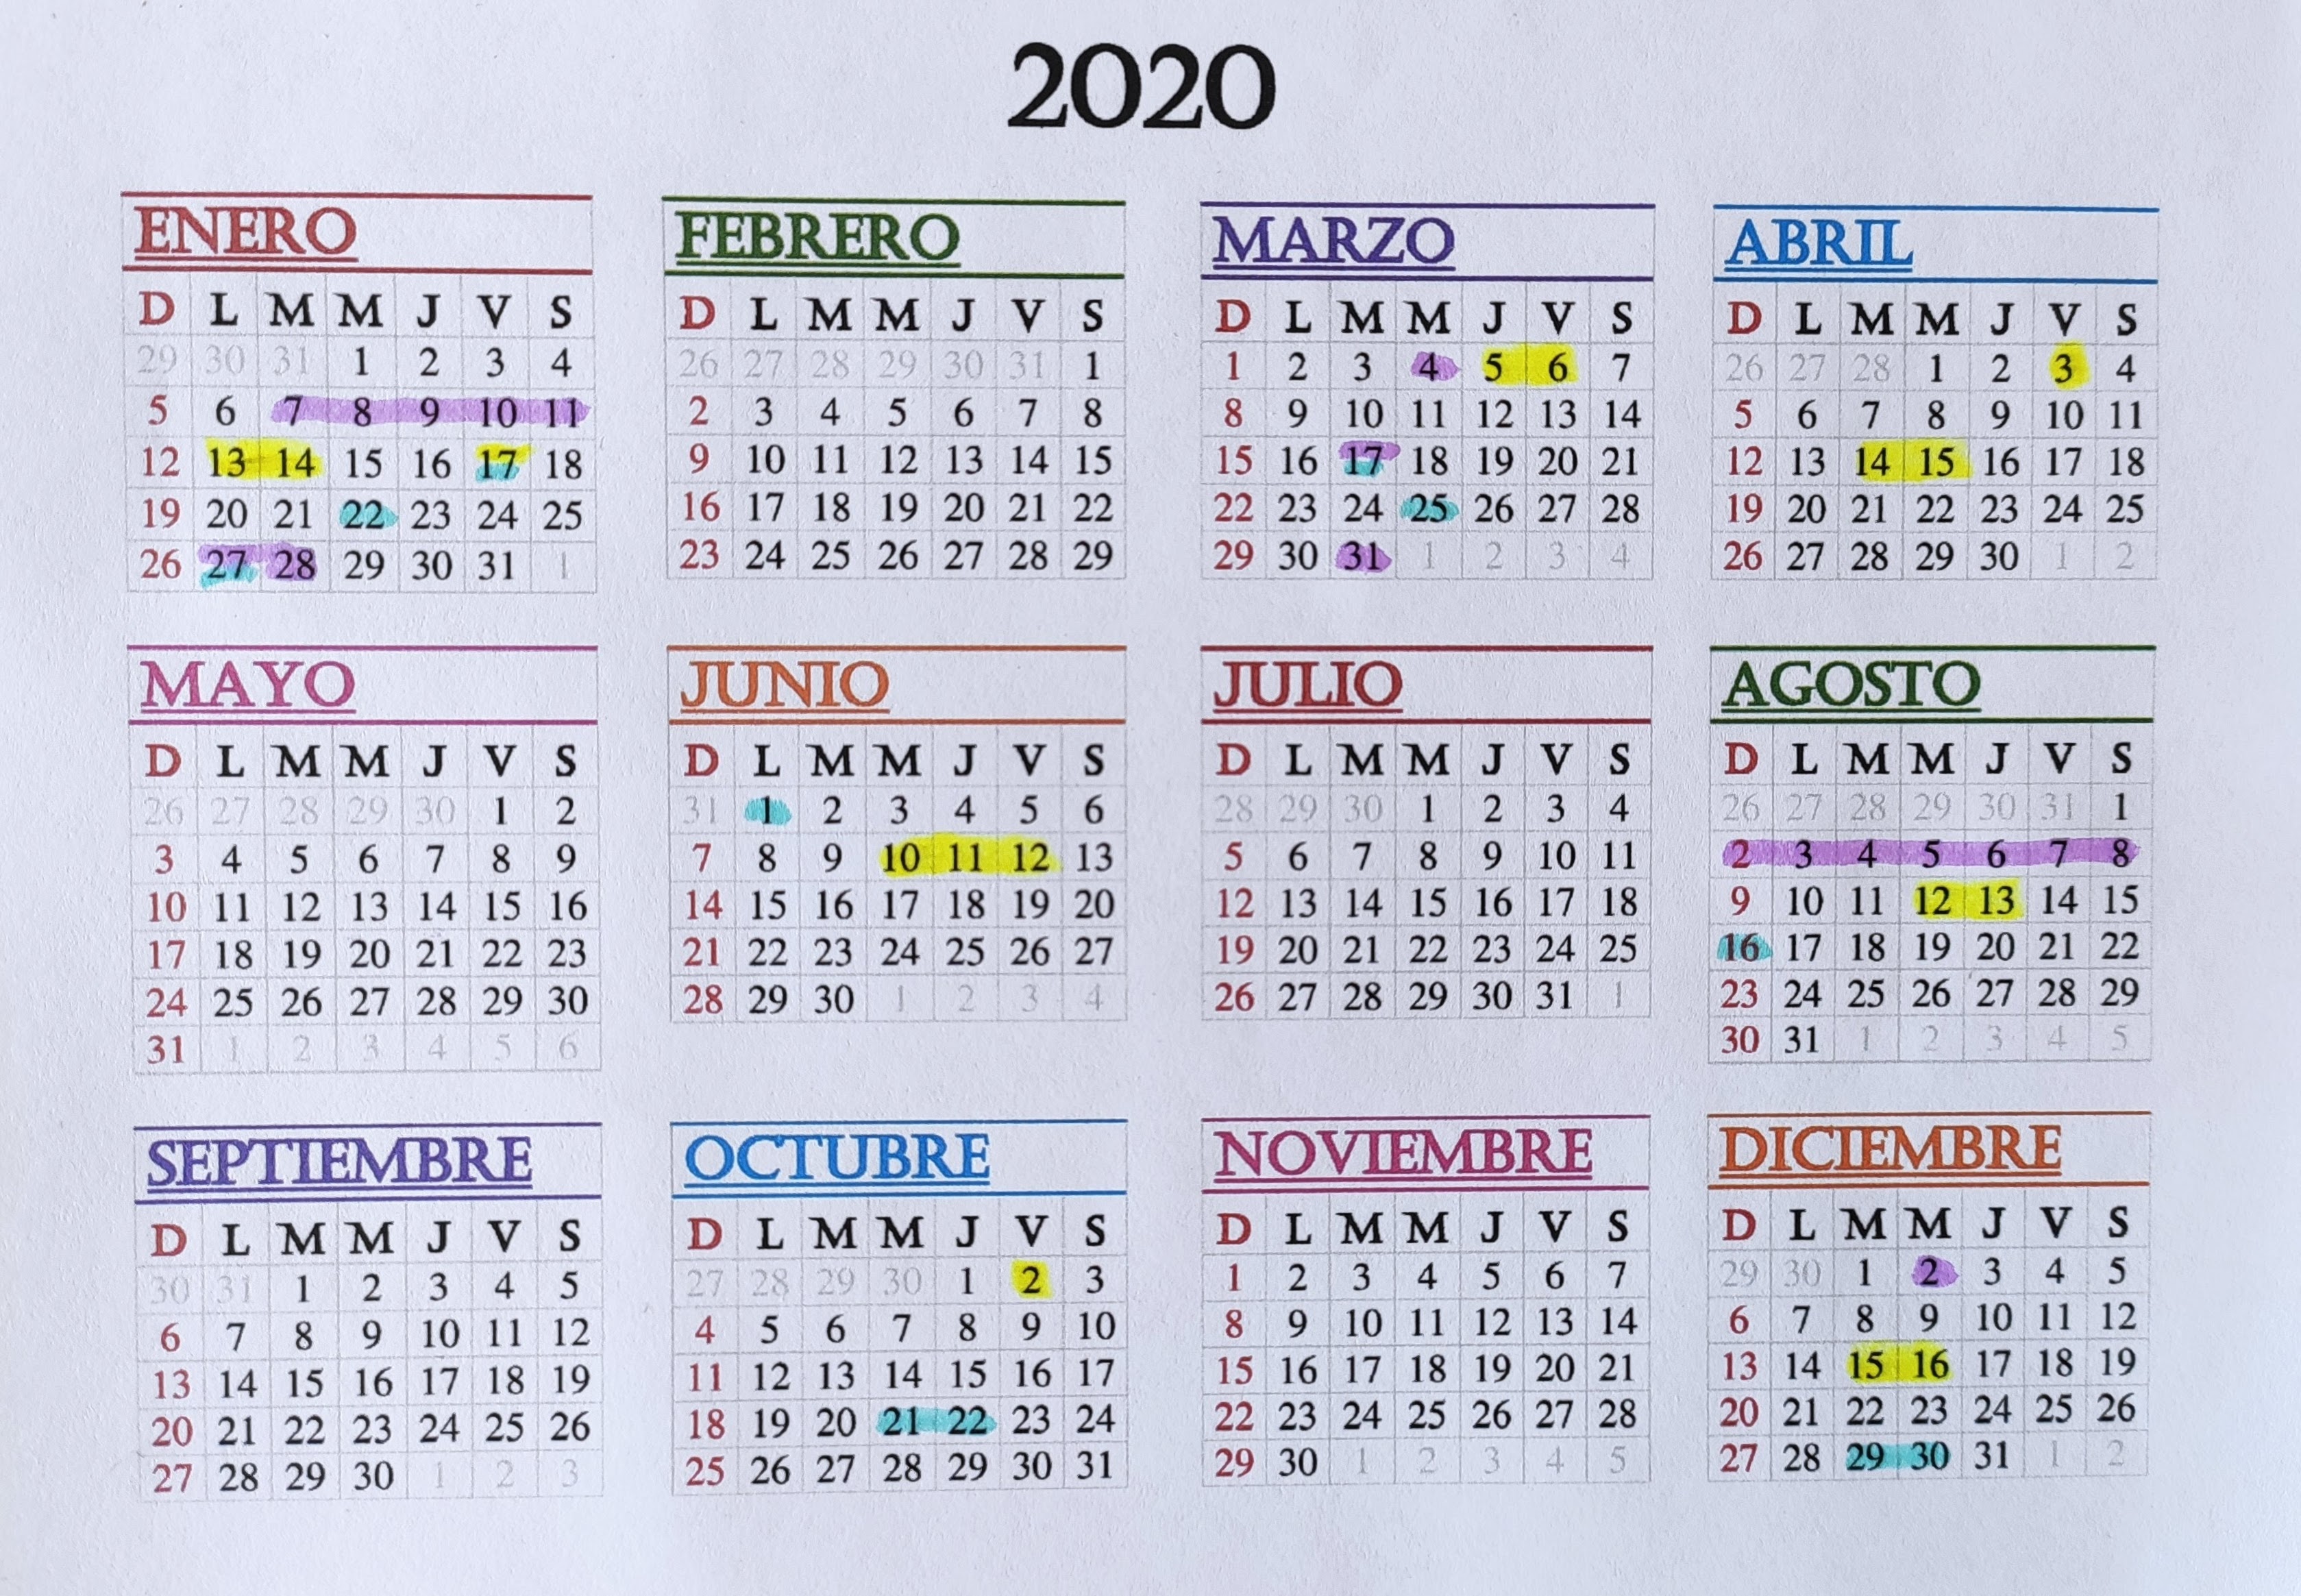 2020
ENERO
D L M M J V S
29 30 31 1 2 3 4
5 6 7 8 9 10 11
12 13 14 15 16 17 18
19 20 21 22 23 24 25
26 27 28 29 30 31 1
FEBRERO
D L M M J V S
26 27 28 29 30 31 1
2 3 4 5 6 7 8
9 10 11 12 13 14 15
16 17 18 19 20 21 22
23 24 25 26 27 28 29
MARZO
D L M M J V S
1 2 3 4 5 6 7
8 9 10 11 12 13 14
15 16 17 18 19 20 21
22 23 24 25 26 27 28
29 30 31 1 2 3 4
ABRIL
D L M M J V S
26 27 28 1 2 3 4
5 6 7 8 9 10 11
12 13 14 15 16 17 18
19 20 21 22 23 24 25
26 27 28 29 30 1 2
MAYO
D L M M J V S
26 27 28 29 30 1 2
3 4 5 6 7 8 9
10 11 12 13 14 15 16
17 18 19 20 21 22 23
24 25 26 27 28 29 30
31 1 2 3 4 5 6
JUNIO
D L M M J V S
31 1 2 3 4 5 6
7 8 9 10 11 12 13
14 15 16 17 18 19 20
21 22 23 24 25 26 27
28 29 30 1 2 3 4
JULIO
D L M M J V S
28 29 30 1 2 3 4
5 6 7 8 9 10 11
12 13 14 15 16 17 18
19 20 21 22 23 24 25
26 27 28 29 30 31 1
AGOSTO
D L M M J V S
26 27 28 29 30 31 1
2 3 4 5 6 7 8
9 10 11 12 13 14 15
16 17 18 19 20 21 22
23 24 25 26 27 28 29
30 31 1 2 3 4 5
SEPTIEMBRE
D L M M J V S
30 31 1 2 3 4 5
6 7 8 9 10 11 12
13 14 15 16 17 18 19
20 21 22 23 24 25 26
27 28 29 30 1 2 3
OCTUBRE
D L M M J V S
27 28 29 30 1 2 3
4 5 6 7 8 9 10
11 12 13 14 15 16 17
18 19 20 21 22 23 24
25 26 27 28 29 30 31
NOVIEMBRE
D L M M J V S
1 2 3 4 5 6 7
8 9 10 11 12 13 14
15 16 17 18 19 20 21
22 23 24 25 26 27 28
29 30 1 2 3 4 5
DICIEMBRE
D L M M J V S
29 30 1 2 3 4 5
6 7 8 9 10 11 12
13 14 15 16 17 18 19
20 21 22 23 24 25 26
27 28 29 30 31 1 2